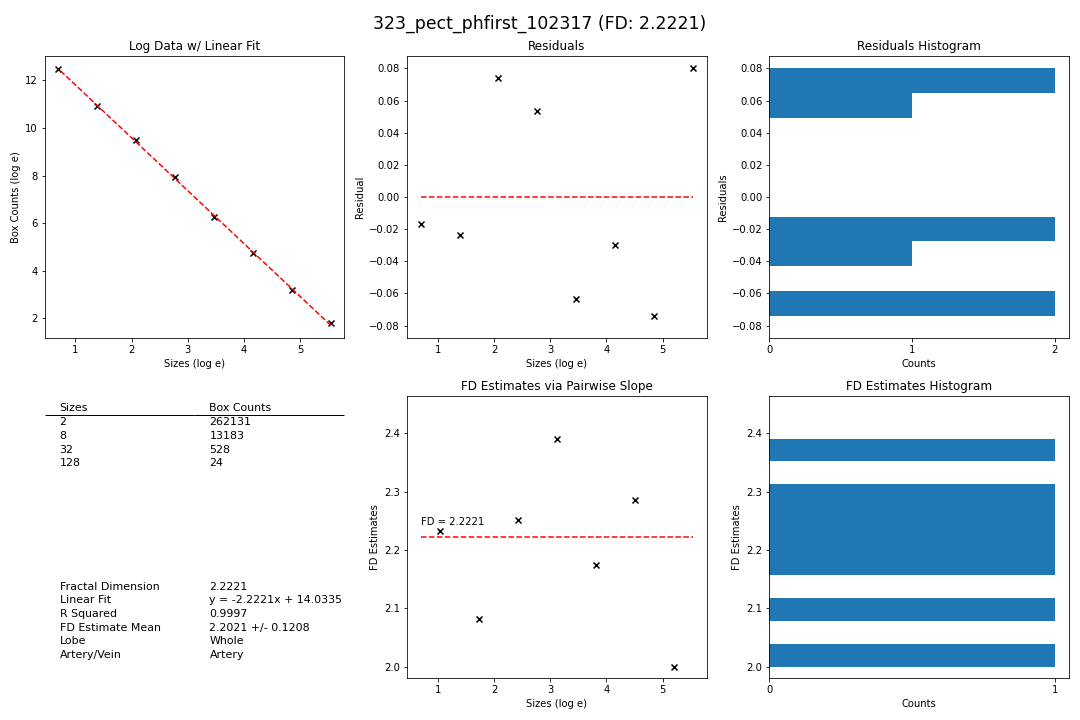 323_pect_phfirst_102317 (FD: 2.2221)
Log Data w/ Linear Fit
Box Counts (log e)
12
10
8
6
4
2
1 2 3 4 5
Sizes (log e)
Residuals
Residual
0.08
0.06
0.04
0.02
0.00
−0.02
−0.04
−0.06
−0.08
1 2 3 4 5
Sizes (log e)
Residuals Histogram
Residuals
0.08
0.06
0.04
0.02
0.00
−0.02
−0.04
−0.06
−0.08
0 1 2
Counts
Sizes Box Counts
2 262131
8 13183
32 528
128 24
Fractal Dimension 2.2221
Linear Fit y = -2.2221x + 14.0335
R Squared 0.9997
FD Estimate Mean 2.2021 +/- 0.1208
Lobe Whole
Artery/Vein Artery
FD Estimates via Pairwise Slope
FD Estimates
2.4
2.3
2.2
2.1
2.0
FD = 2.2221
1 2 3 4 5
Sizes (log e)
FD Estimates Histogram
FD Estimates
2.4
2.3
2.2
2.1
2.0
0 1
Counts